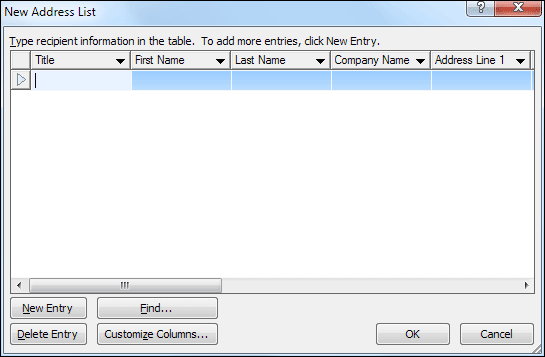 New Address List
Type recipient information in the table. To add more entries, click New Entry.
Title First Name Last Name Company Name Address Line 1
New Entry Find...
Delete Entry Customize Columns... OK Cancel